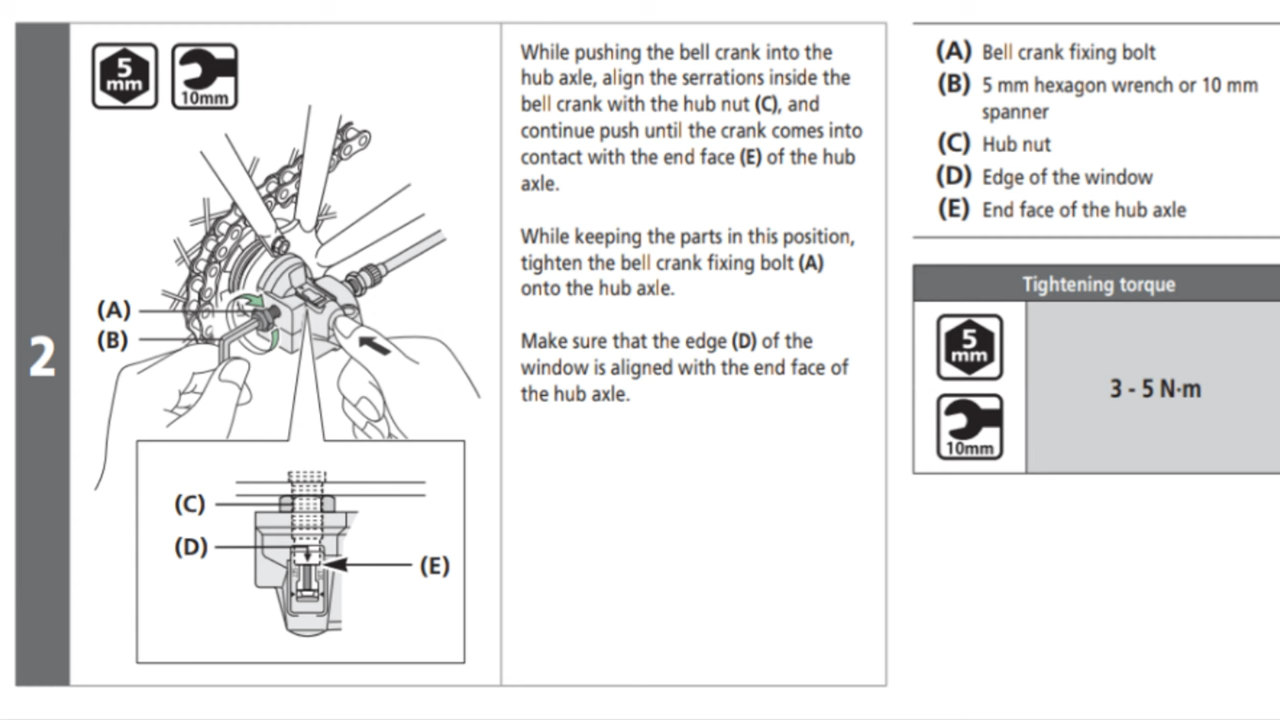 5
mm
10mm
2
(A)
(B)
(C)
(D)
(E)
While pushing the bell crank into the
hub axle, align the serrations inside the
bell crank with the hub nut (C), and
continue push until the crank comes into
contact with the end face (E) of the hub
axle.
While keeping the parts in this position,
tighten the bell crank fixing bolt (A)
onto the hub axle.
Make sure that the edge (D) of the
window is aligned with the end face of
the hub axle.
(A) Bell crank fixing bolt
(B) 5 mm hexagon wrench or 10 mm
spanner
(C) Hub nut
(D) Edge of the window
(E) End face of the hub axle
Tightening torque
5
mm
10mm
3 - 5 N·m